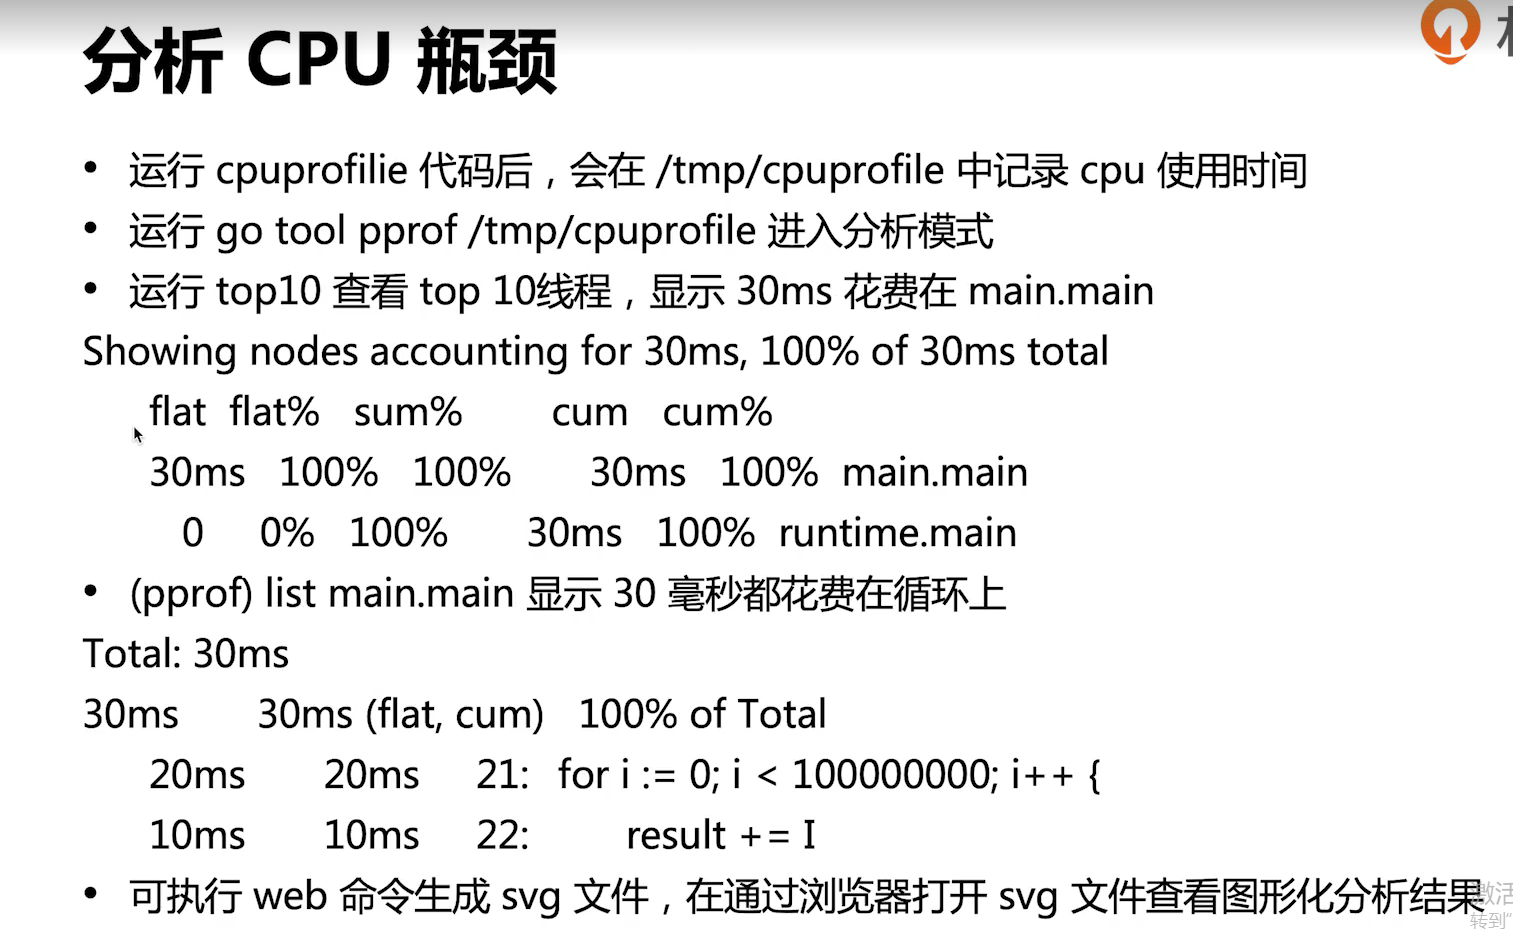 分析 CPU 瓶颈
• 运行 cpuprofilie 代码后，会在 /tmp/cpuprofile 中记录 cpu 使用时间
• 运行 go tool pprof /tmp/cpuprofile 进入分析模式
• 运行 top10 查看 top 10线程，显示 30ms 花费在 main.main
Showing nodes accounting for 30ms, 100% of 30ms total
flat flat% sum% cum cum%
30ms 100% 100% 30ms 100% main.main
0 0% 100% 30ms 100% runtime.main
• (pprof) list main.main 显示 30 毫秒都花费在循环上
Total: 30ms
30ms 30ms (flat, cum) 100% of Total
20ms 20ms 21: for i := 0; i < 100000000; i++ {
10ms 10ms 22: result += I
• 可执行 web 命令生成 svg 文件，在通过浏览器打开 svg 文件查看图形化分析结果
激活
转到"